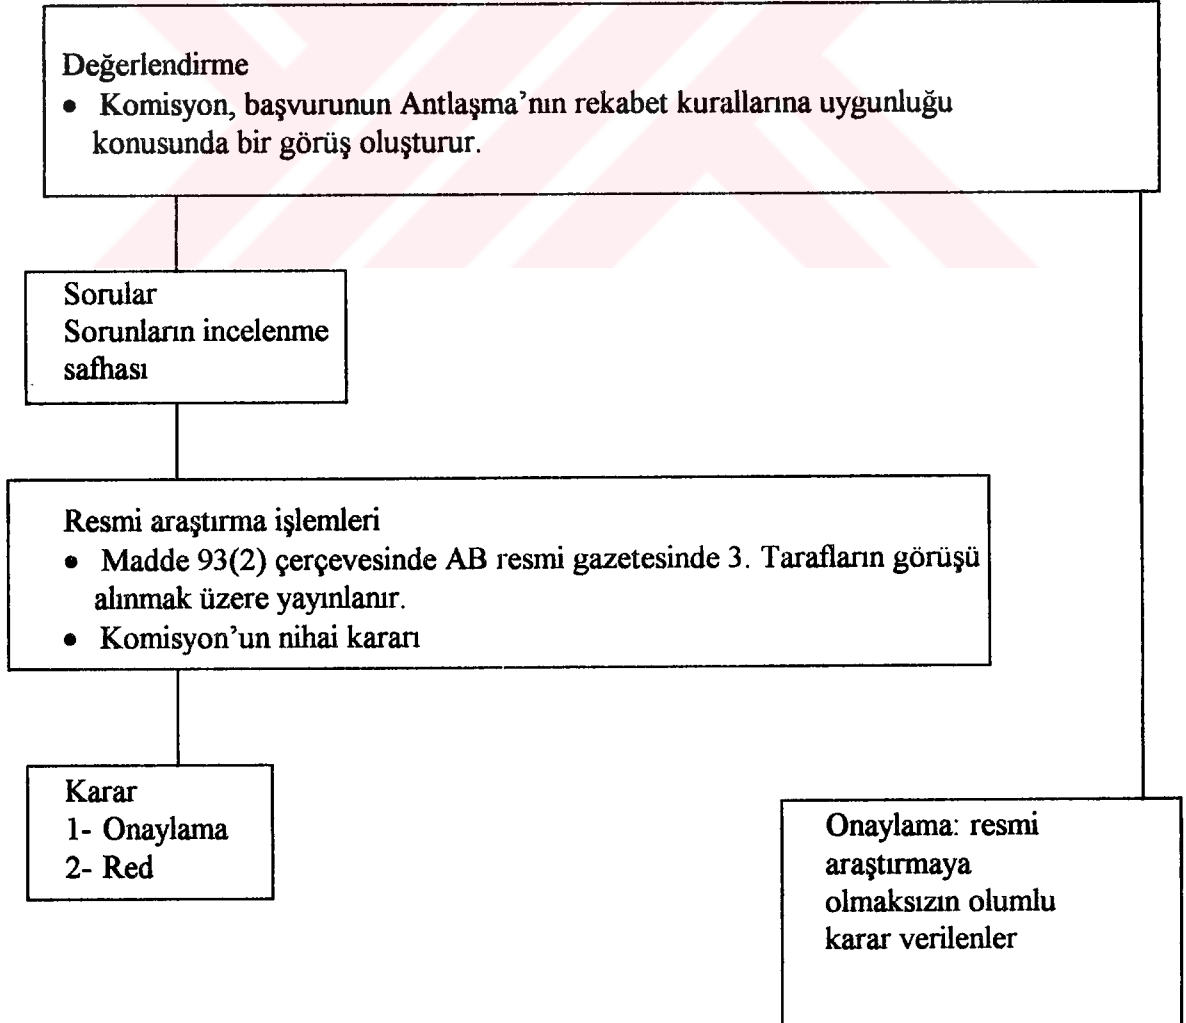 Değerlendirme
• Komisyon, başvurunun Antlaşma'nın rekabet kurallarına uygunluğu
konusunda bir görüş oluşturur.
Sorular
Sorunların incelenme
safhası
Resmi araştırma işlemleri
• Madde 93(2) çerçevesinde AB resmi gazetesinde 3. Tarafların görüşü
alınmak üzere yayınlanır.
• Komisyon'un nihai kararı
Karar
1- Onaylama
2- Red
Onaylama: resmi
araştırmaya
olmaksızın olumlu
karar verilenler